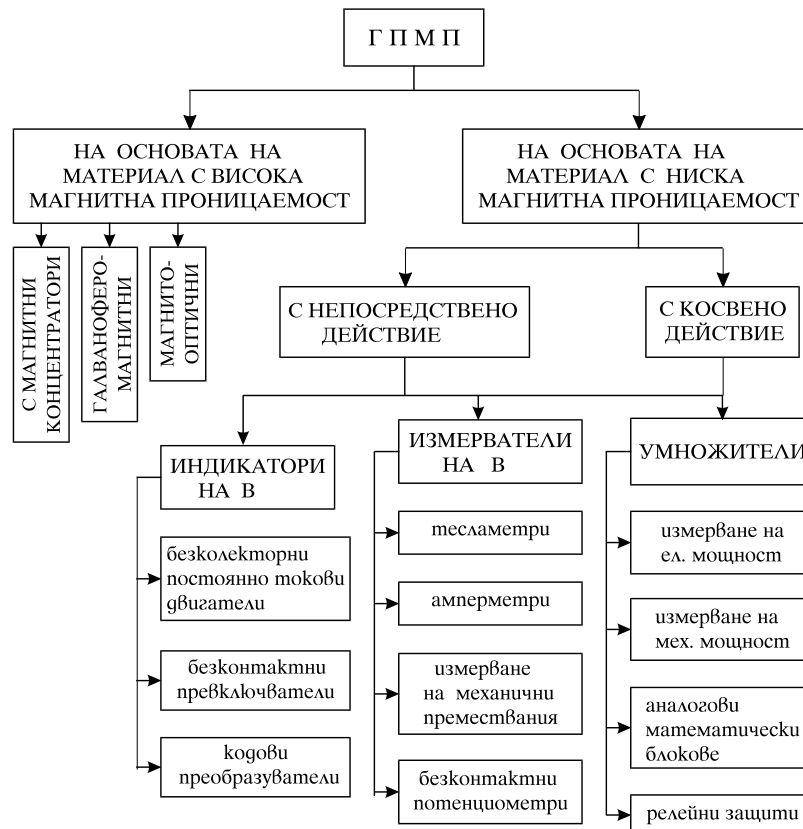 Г П М П
НА ОСНОВАТА НА
МАТЕРИАЛ С ВИСОКА
МАГНИТНА ПРОНИЦАЕМОСТ
НА ОСНОВАТА НА
МАТЕРИАЛ С НИСКА
МАГНИТНА ПРОНИЦАЕМОСТ
С МАГНИТНИ
КОНЦЕНТРАТОРИ
ГАЛВАНОФЕРО-
МАГНИТНИ
МАГНИТО-
ОПТИЧНИ
С НЕПОСРЕДСТВЕНО
ДЕЙСТВИЕ
С КОСВЕНО
ДЕЙСТВИЕ
ИНДИКАТОРИ
НА В
безколекторни
постоянно токови
двигатели
безконтактни
превключватели
кодови
преобразуватели
ИЗМЕРВАТЕЛИ
НА В
тесламетри
амперметри
измерване
на механични
премествания
безконтактни
потенциометри
УМНОЖИТЕЛИ
измерване на
ел. мощност
измерване на
мех. мощност
аналогови
математически
блокове
релейни защити